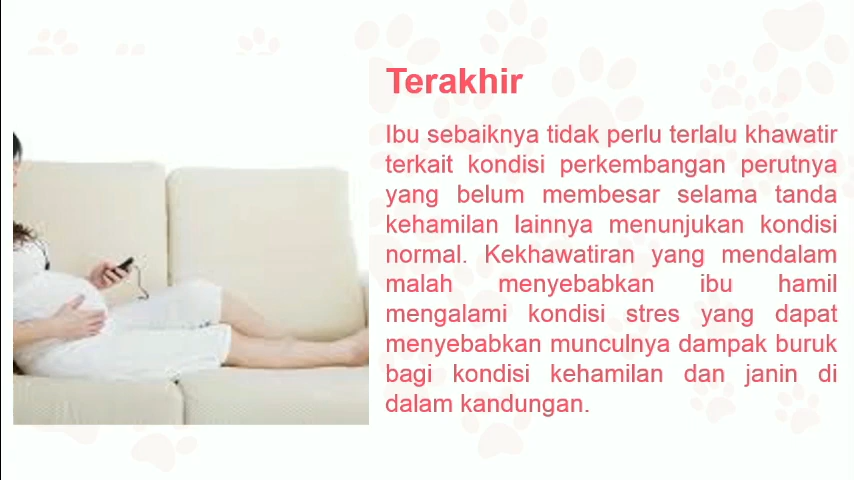 Terakhir
Ibu sebaiknya tidak perlu terlalu khawatir
terkait kondisi perkembangan perutnya
yang belum membesar selama tanda
kehamilan lainnya menunjukan kondisi
normal. Kekhawatiran yang mendalam
malah menyebabkan ibu hamil
mengalami kondisi stres yang dapat
menyebabkan munculnya dampak buruk
bagi kondisi kehamilan dan janin di
dalam kandungan.